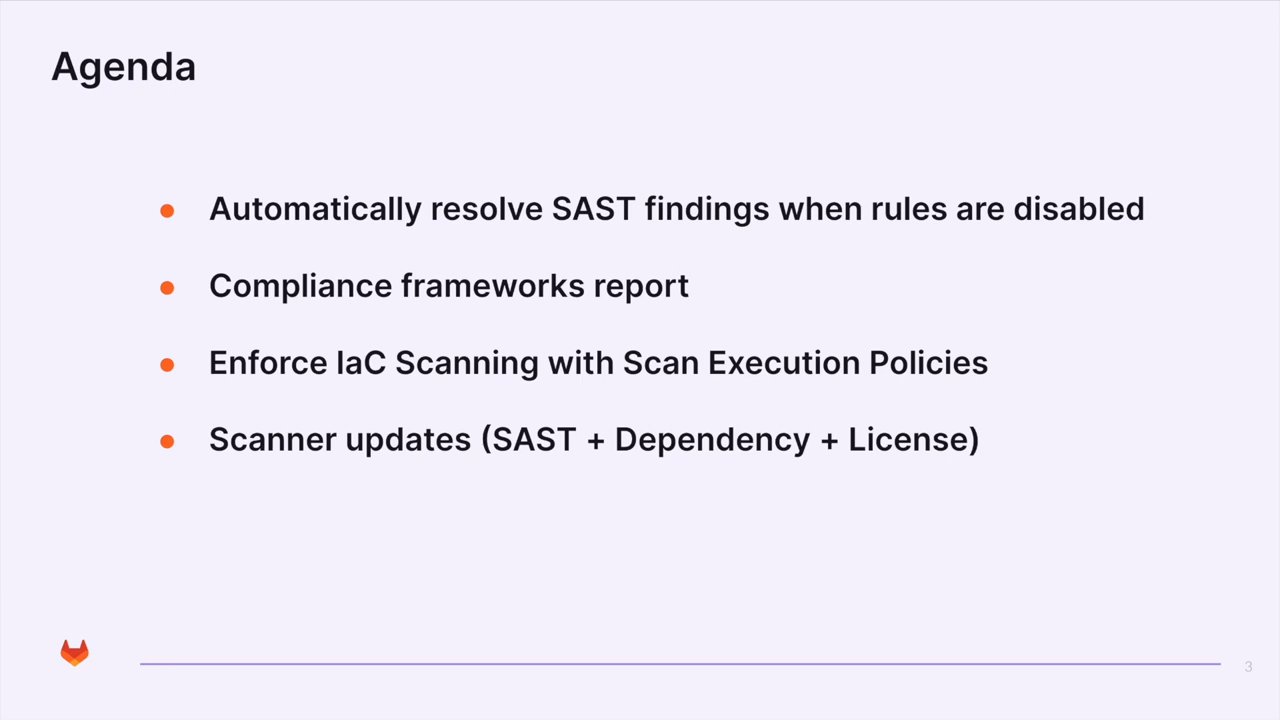 Agenda
● Automatically resolve SAST findings when rules are disabled
● Compliance frameworks report
● Enforce IaC Scanning with Scan Execution Policies
● Scanner updates (SAST + Dependency + License)
3